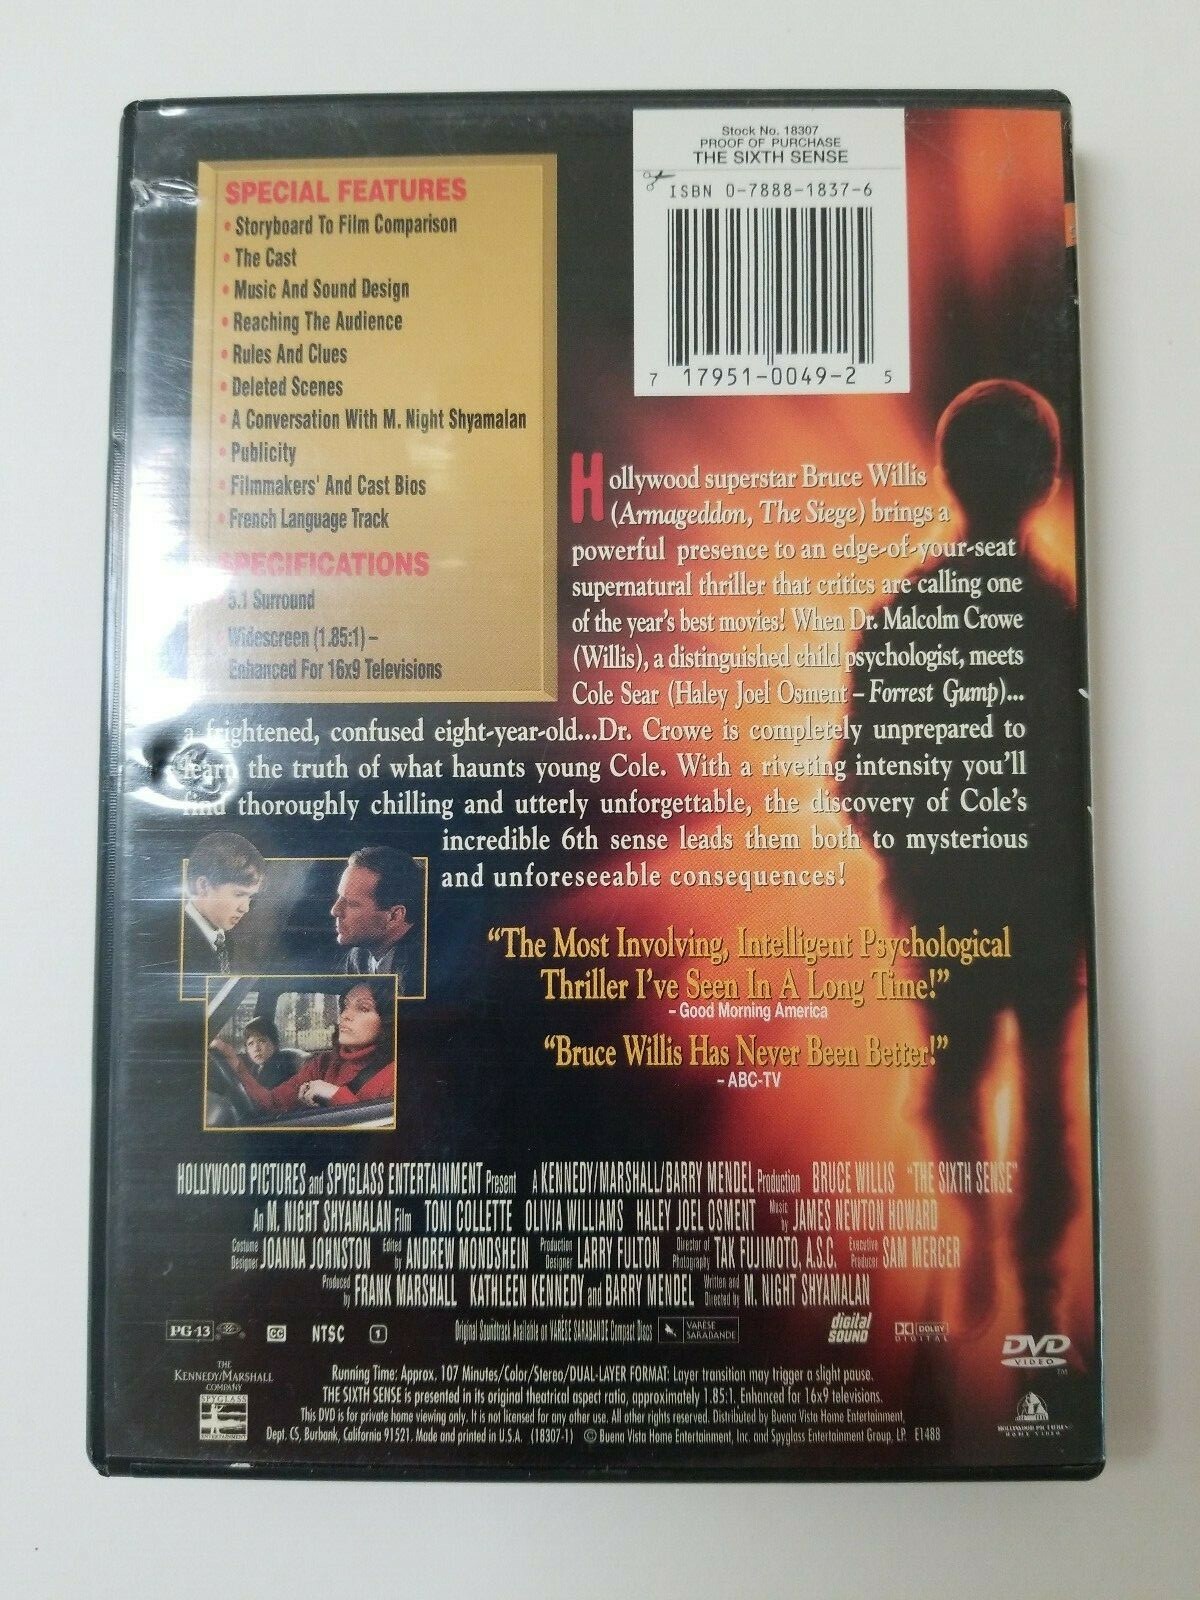 Stock No. 18307
PROOF OF PURCHASE
THE SIXTH SENSE
ISBN 0-7888-1837-6
7 17951-0049-2 5
SPECIAL FEATURES
• Storyboard To Film Comparison
• The Cast
• Music And Sound Design
• Reaching The Audience
• Rules And Clues
• Deleted Scenes
• A Conversation With M. Night Shyamalan
• Publicity
• Filmmakers' And Cast Bios
• French Language Track
SPECIFICATIONS
5.1 Surround
Widescreen (1.85:1) –
Enhanced For 16x9 Televisions
Hollywood superstar Bruce Willis
(Armageddon, The Siege) brings a
powerful presence to an edge-of-your-seat
supernatural thriller that critics are calling one
of the year's best movies! When Dr. Malcolm Crowe
(Willis), a distinguished child psychologist, meets
Cole Sear (Haley Joel Osment – Forrest Gump)...
a frightened, confused eight-year-old...Dr. Crowe is completely unprepared to
learn the truth of what haunts young Cole. With a riveting intensity you'll
find thoroughly chilling and utterly unforgettable, the discovery of Cole's
incredible 6th sense leads them both to mysterious
and unforeseeable consequences!
"The Most Involving, Intelligent Psychological
Thriller I've Seen In A Long Time!"
– Good Morning America
"Bruce Willis Has Never Been Better!"
– ABC-TV
HOLLYWOOD PICTURES and SPYGLASS ENTERTAINMENT Present A KENNEDY/MARSHALL/BARRY MENDEL Production BRUCE WILLIS "THE SIXTH SENSE"
An M. NIGHT SHYAMALAN Film TONI COLLETTE OLIVIA WILLIAMS HALEY JOEL OSMENT Music by JAMES NEWTON HOWARD
Costume Designer JOANNA JOHNSTON Edited by ANDREW MONDSHEIN Production Designer LARRY FULTON Director of Photography TAK FUJIMOTO, A.S.C. Executive Producer SAM MERCER
Produced by FRANK MARSHALL KATHLEEN KENNEDY and BARRY MENDEL Written and Directed by M. NIGHT SHYAMALAN
PG-13 CC NTSC 1 Original Soundtrack Available on VARÈSE SARABANDE Compact Discs VARÈSE SARABANDE digital SOUND DOLBY DIGITAL
DVD VIDEO TM
THE KENNEDY/MARSHALL COMPANY
SPYGLASS ENTERTAINMENT
Running Time: Approx. 107 Minutes/Color/Stereo/DUAL-LAYER FORMAT: Layer transition may trigger a slight pause.
THE SIXTH SENSE is presented in its original theatrical aspect ratio, approximately 1.85:1. Enhanced for 16x9 televisions.
This DVD is for private home viewing only. It is not licensed for any other use. All other rights reserved. Distributed by Buena Vista Home Entertainment,
Dept. CS, Burbank, California 91521. Made and printed in U.S.A. (18307-1) © Buena Vista Home Entertainment, Inc. and Spyglass Entertainment Group, LP. E1488
HOLLYWOOD PICTURES
HOME VIDEO